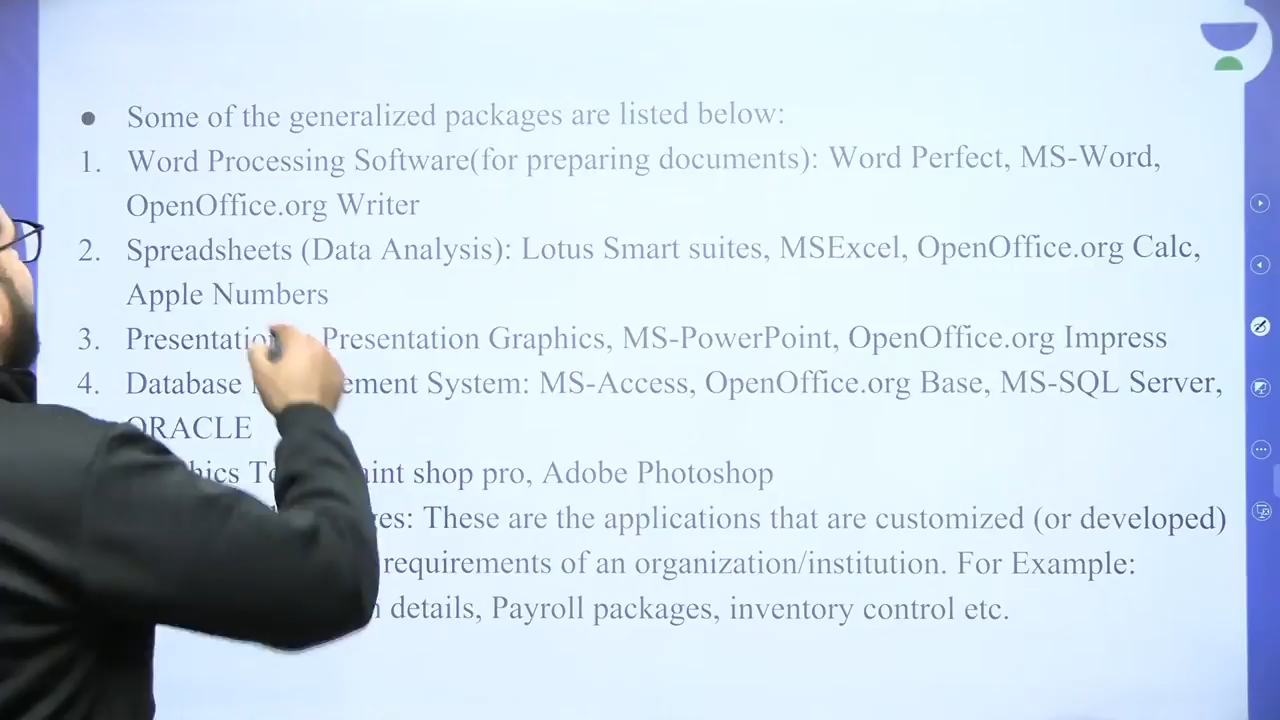 ● Some of the generalized packages are listed below:
1. Word Processing Software(for preparing documents): Word Perfect, MS-Word,
OpenOffice.org Writer
2. Spreadsheets (Data Analysis): Lotus Smart suites, MSExcel, OpenOffice.org Calc,
Apple Numbers
3. Presentation Presentation Graphics, MS-PowerPoint, OpenOffice.org Impress
4. Database System: MS-Access, OpenOffice.org Base, MS-SQL Server,
ORACLE
shop pro, Adobe Photoshop
These are the applications that are customized (or developed)
requirements of an organization/institution. For Example:
details, Payroll packages, inventory control etc.